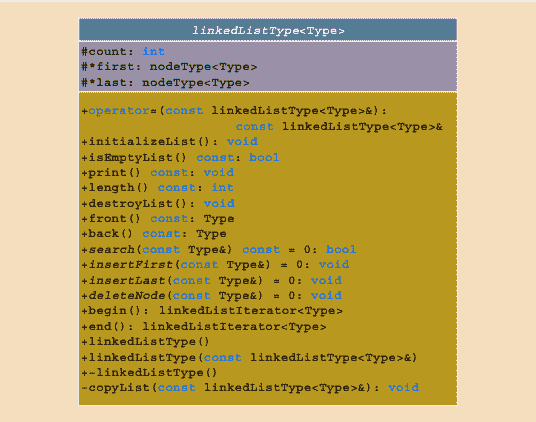 linkedListType<Type>
#count: int
#*first: nodeType<Type>
#*last: nodeType<Type>
+operator=(const linkedListType<Type>&):
const linkedListType<Type>&
+initializeList(): void
+isEmptyList() const: bool
+print() const: void
+length() const: int
+destroyList(): void
+front() const: Type
+back() const: Type
+search(const Type&) const = 0: bool
+insertFirst(const Type&) = 0: void
+insertLast(const Type&) = 0: void
+deleteNode(const Type&) = 0: void
+begin(): linkedListIterator<Type>
+end(): linkedListIterator<Type>
+linkedListType()
+linkedListType(const linkedListType<Type>&)
+~linkedListType()
-copyList(const linkedListType<Type>&): void